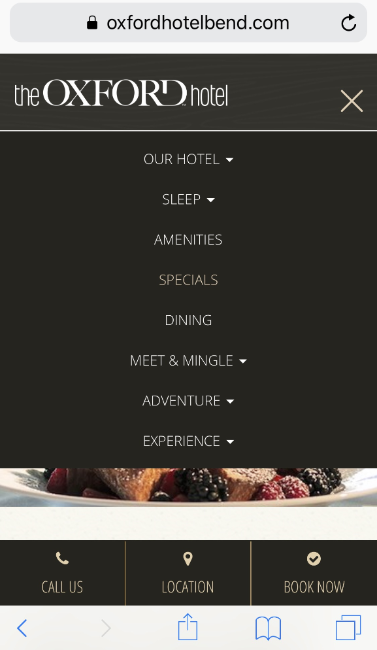 oxfordhotelbend.com
the OXFORD hotel
OUR HOTEL
SLEEP
AMENITIES
SPECIALS
DINING
MEET & MINGLE
ADVENTURE
EXPERIENCE
CALL US
LOCATION
BOOK NOW